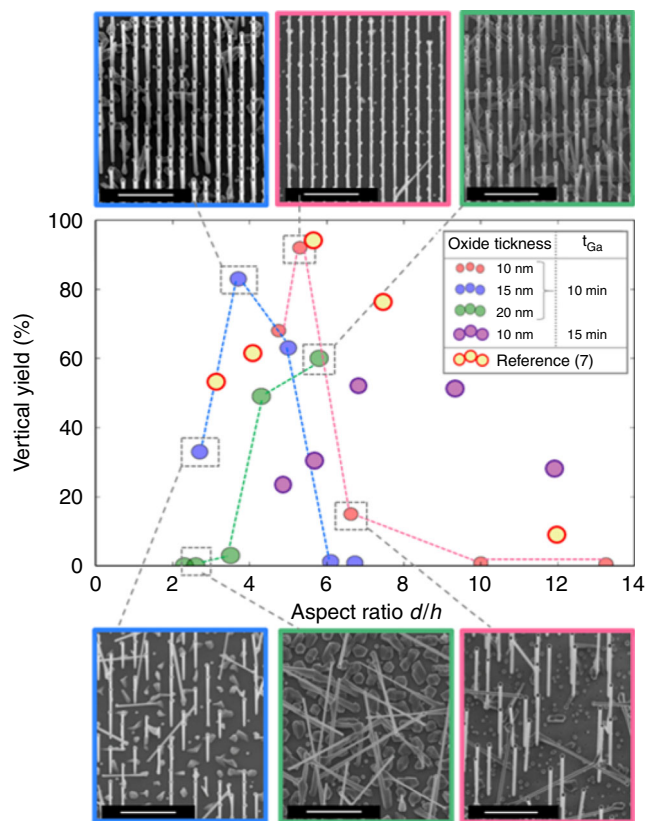 100
80
60
40
20
0
Vertical yield (%)
Oxide tickness tGa
10 nm
15 nm 10 min
20 nm
10 nm 15 min
Reference (7)
0 2 4 6 8 10 12 14
Aspect ratio d/h